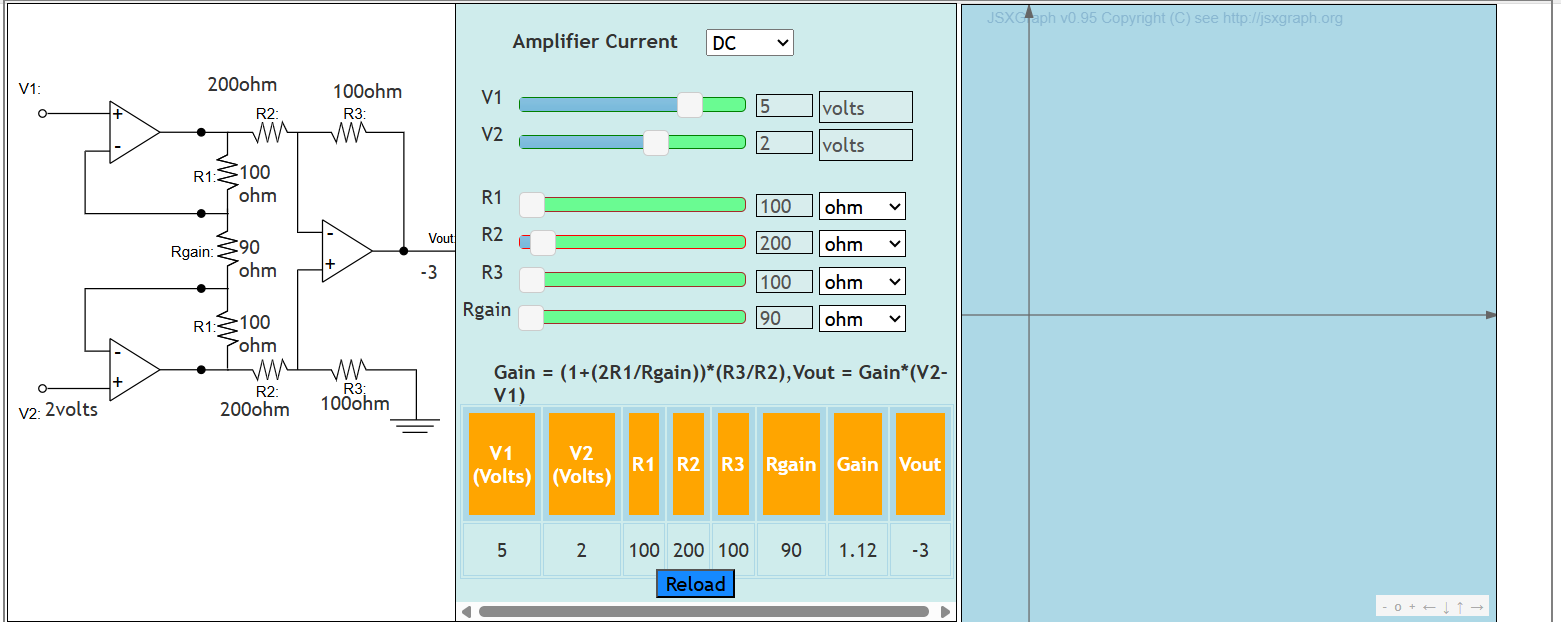 V1:
200ohm
R2:
100ohm
R3:
+
-
R1:
100
ohm
Rgain:
90
ohm
-
+
Vout:
-3
R1:
100
ohm
-
+
R2:
200ohm
R3:
100ohm
V2: 2volts
Amplifier Current DC
V1 5 volts
V2 2 volts
R1 100 ohm
R2 200 ohm
R3 100 ohm
Rgain 90 ohm
Gain = (1+(2R1/Rgain))*(R3/R2),Vout = Gain*(V2-
V1)
V1
(Volts)
V2
(Volts)
R1 R2 R3 Rgain Gain Vout
5 2 100 200 100 90 1.12 -3
Reload
JSXGraph v0.95 Copyright (C) see http://jsxgraph.org
- o + ← ↓ ↑ →